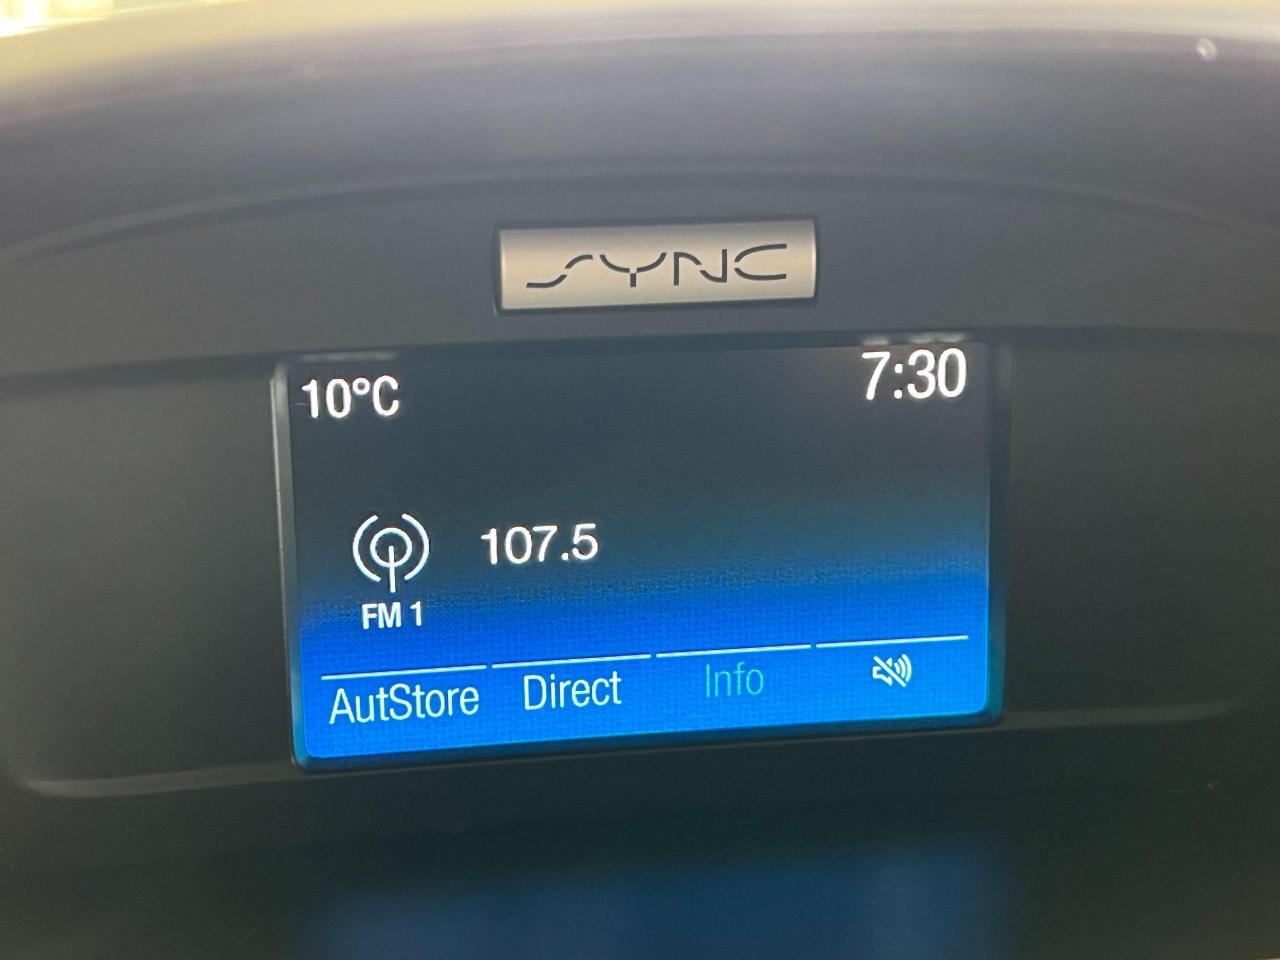 SYNC
10°C
7:30
107.5
FM 1
AutStore
Direct
Info